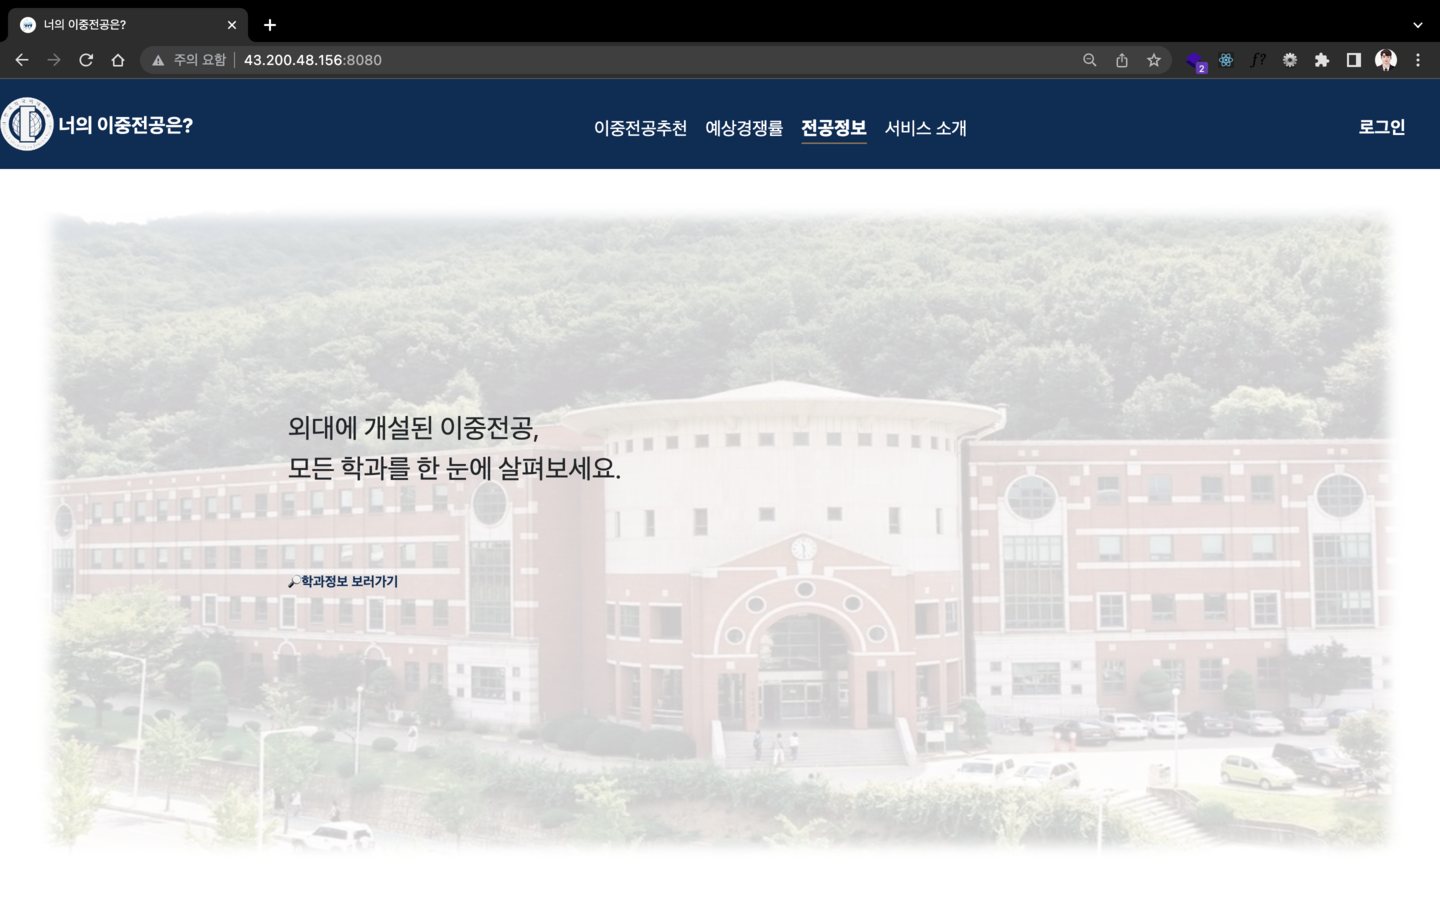 너의 이중전공은?
주의 요함 43.200.48.156:8080
f?
2
너의 이중전공은?
이중전공추천 예상경쟁률 전공정보 서비스 소개
로그인
외대에 개설된 이중전공,
모든 학과를 한 눈에 살펴보세요.
학과정보 보러가기